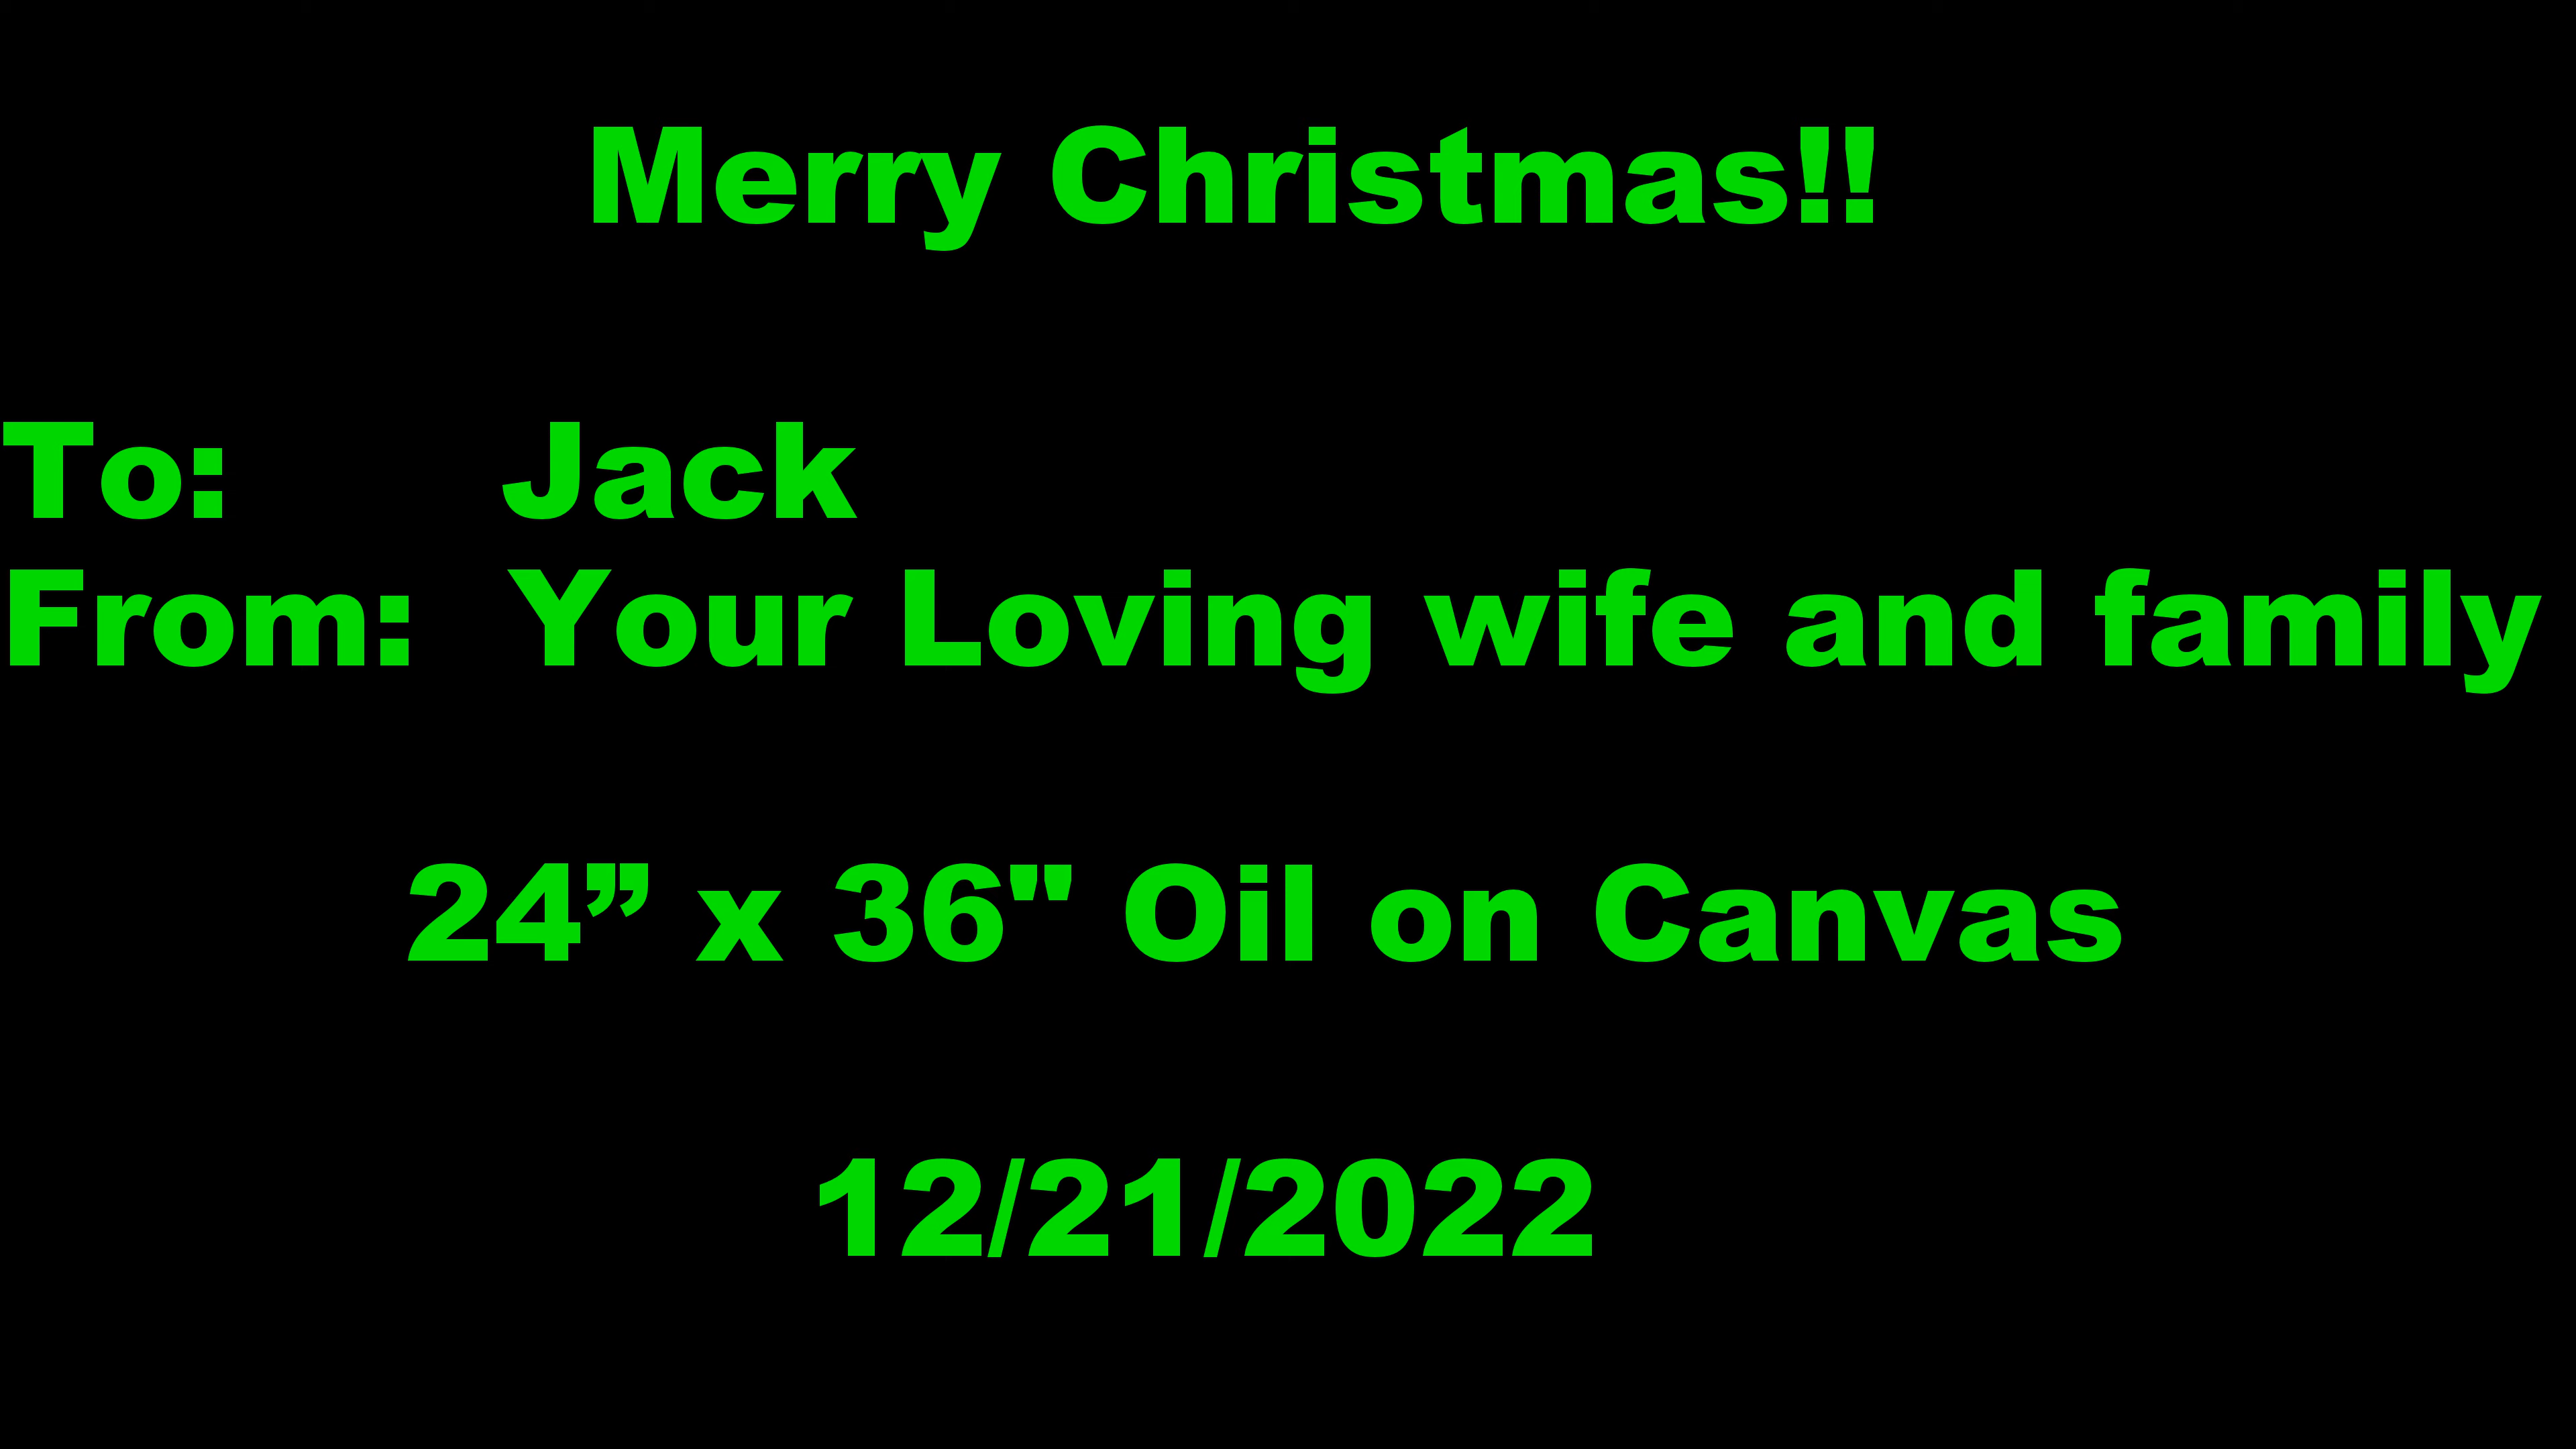 Merry Christmas!!
To: Jack
From: Your Loving wife and family
24” x 36" Oil on Canvas
12/21/2022